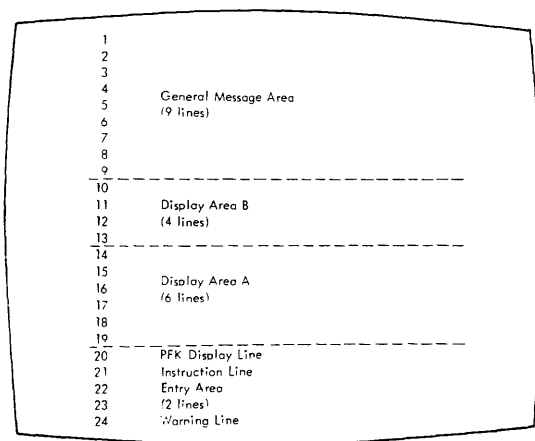 1
2
3
4
General Message Area
5
(9 lines)
6
7
8
9
10
11 Display Area B
12 (4 lines)
13
14
15
Display Area A
16
(6 lines)
17
18
19
20 PFK Display Line
21 Instruction Line
22 Entry Area
23 (2 lines)
24 Warning Line